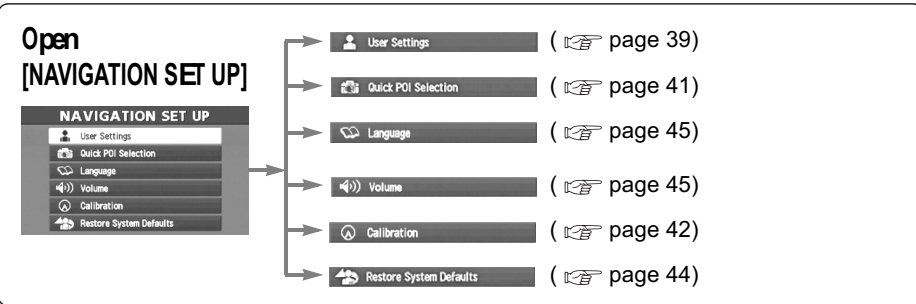 Open
[NAVIGATION SET UP]
NAVIGATION SET UP
User Settings
Quick POI Selection
Language
Volume
Calibration
Restore System Defaults
User Settings ( page 39)
Quick POI Selection ( page 41)
Language ( page 45)
Volume ( page 45)
Calibration ( page 42)
Restore System Defaults ( page 44)